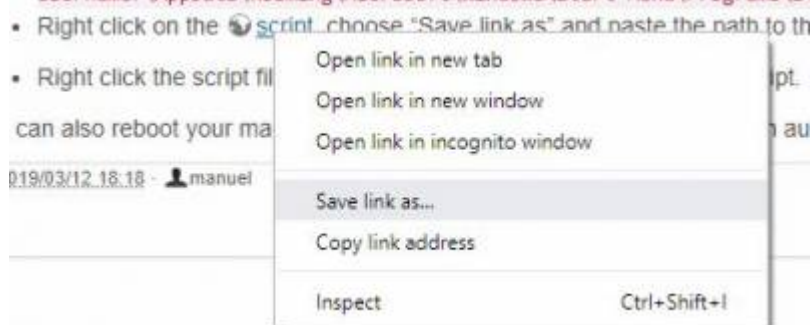 Right click on the script, choose "Save link as" and paste the path to th
Right click the script fil
ipt.
can also reboot your ma
au
019/03/12 18:18 - manuel
Open link in new tab
Open link in new window
Open link in incognito window
Save link as...
Copy link address
Inspect Ctrl+Shift+I